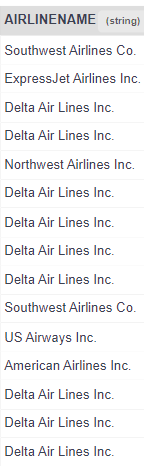 AIRLINENAME (string)
Southwest Airlines Co.
ExpressJet Airlines Inc.
Delta Air Lines Inc.
Delta Air Lines Inc.
Northwest Airlines Inc.
Delta Air Lines Inc.
Delta Air Lines Inc.
Delta Air Lines Inc.
Delta Air Lines Inc.
Southwest Airlines Co.
US Airways Inc.
American Airlines Inc.
Delta Air Lines Inc.
Delta Air Lines Inc.
Delta Air Lines Inc.